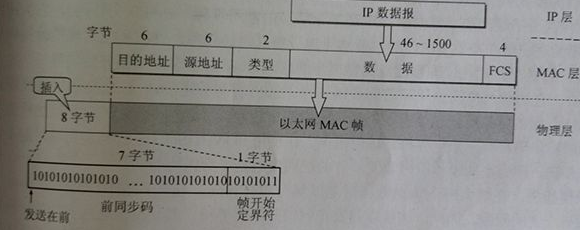 IP 数据报
IP 层
字节
6
6
2
46~1500
4
目的地址
源地址
类型
数 据
FCS
MAC 层
插入
8 字节
以太网 MAC 帧
物理层
7 字节
1 字节
10101010101010 … 101010101010
10101011
前同步码
帧开始
定界符
发送在前